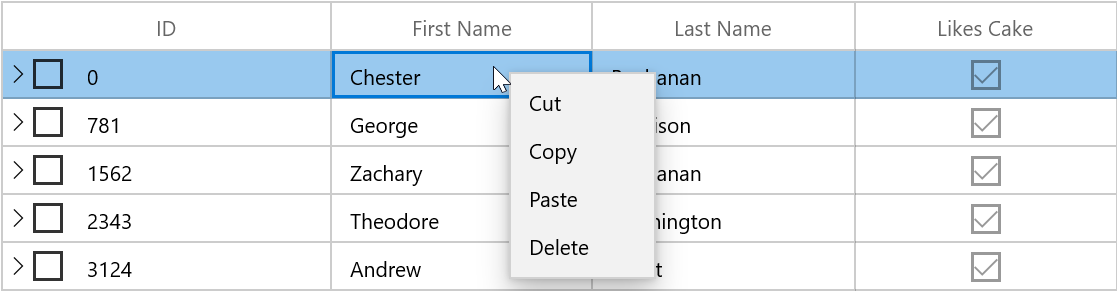 ID First Name Last Name Likes Cake
0 Chester
781 George
1562 Zachary
2343 Theodore
3124 Andrew
Cut
Copy
Paste
Delete